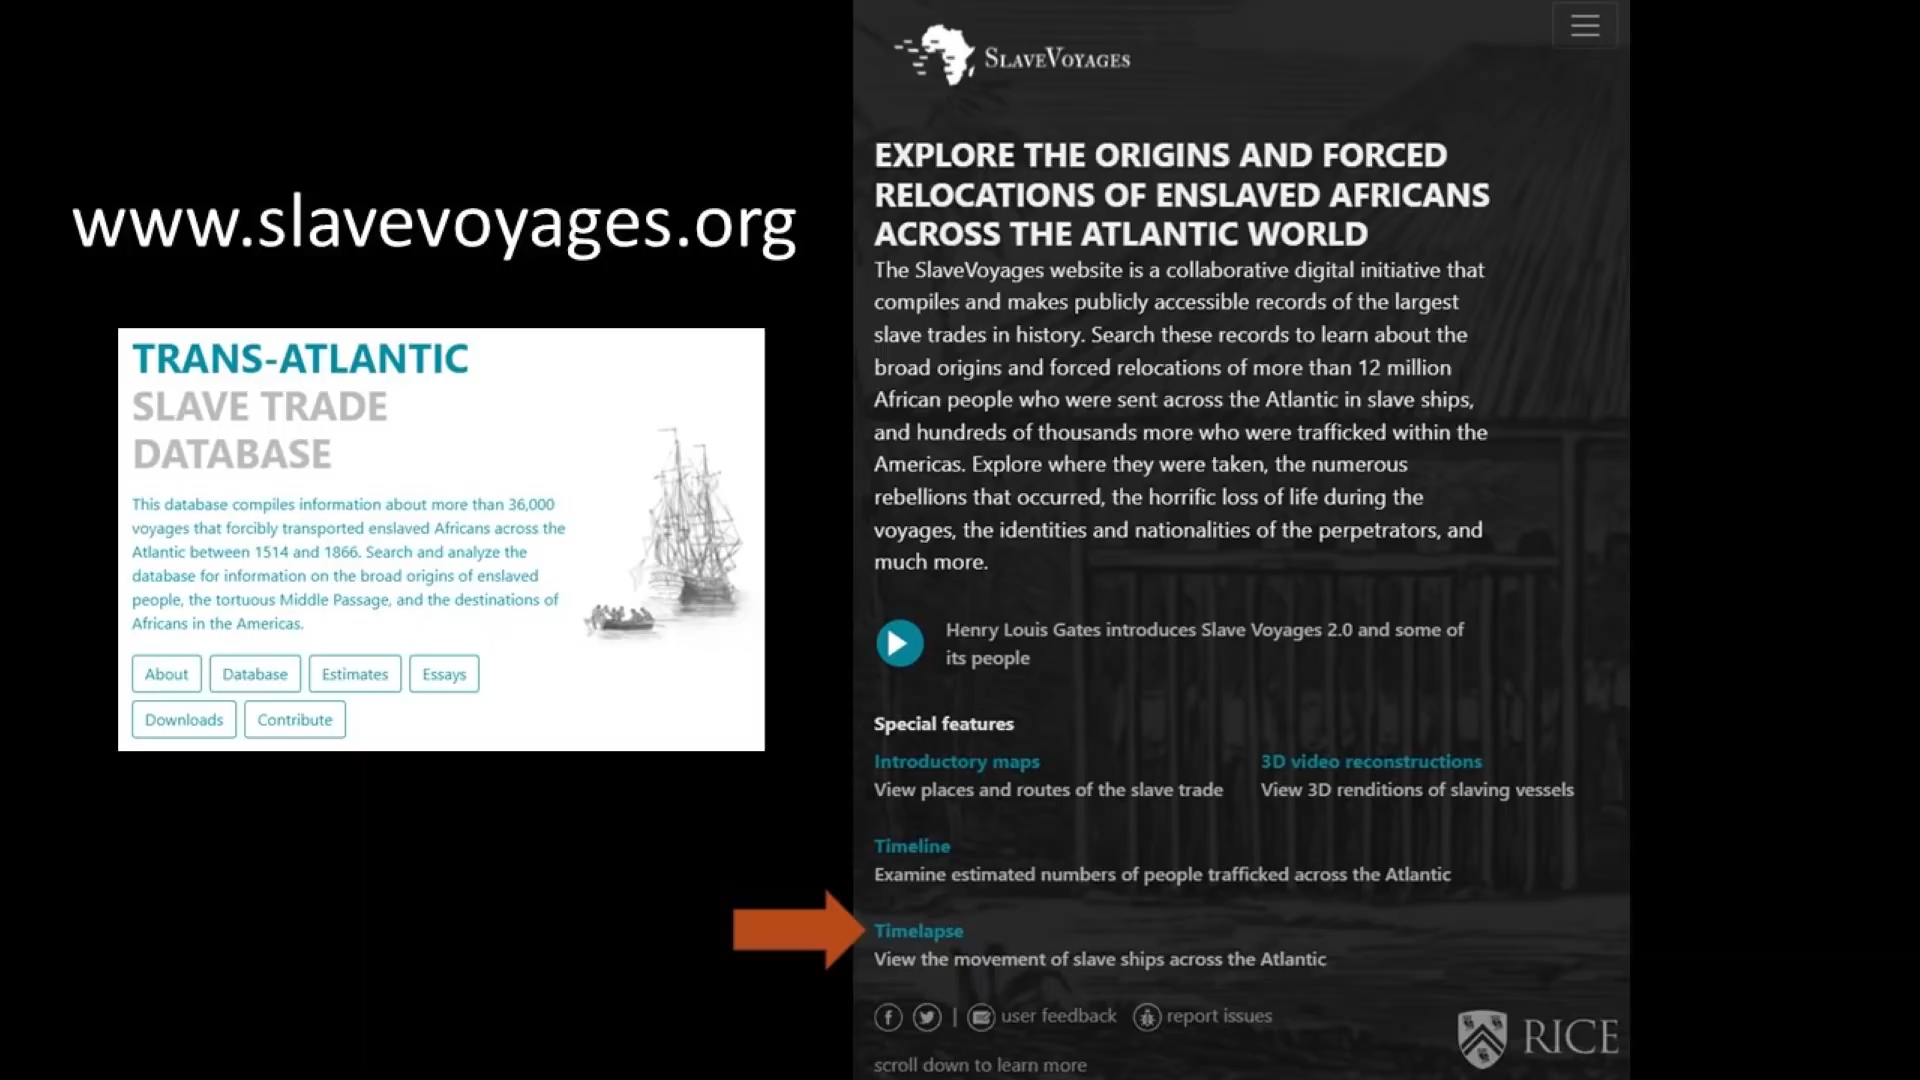 www.slavevoyages.org
TRANS-ATLANTIC
SLAVE TRADE
DATABASE
This database compiles information about more than 36,000
voyages that forcibly transported enslaved Africans across the
Atlantic between 1514 and 1866. Search and analyze the
database for information on the broad origins of enslaved
people, the tortuous Middle Passage, and the destinations of
Africans in the Americas.
About Database Estimates Essays
Downloads Contribute
SLAVEVOYAGES
EXPLORE THE ORIGINS AND FORCED
RELOCATIONS OF ENSLAVED AFRICANS
ACROSS THE ATLANTIC WORLD
The SlaveVoyages website is a collaborative digital initiative that
compiles and makes publicly accessible records of the largest
slave trades in history. Search these records to learn about the
broad origins and forced relocations of more than 12 million
African people who were sent across the Atlantic in slave ships,
and hundreds of thousands more who were trafficked within the
Americas. Explore where they were taken, the numerous
rebellions that occurred, the horrific loss of life during the
voyages, the identities and nationalities of the perpetrators, and
much more.
Henry Louis Gates introduces Slave Voyages 2.0 and some of
its people
Special features
Introductory maps
View places and routes of the slave trade
3D video reconstructions
View 3D renditions of slaving vessels
Timeline
Examine estimated numbers of people trafficked across the Atlantic
Timelapse
View the movement of slave ships across the Atlantic
f | user feedback report issues
RICE
scroll down to learn more